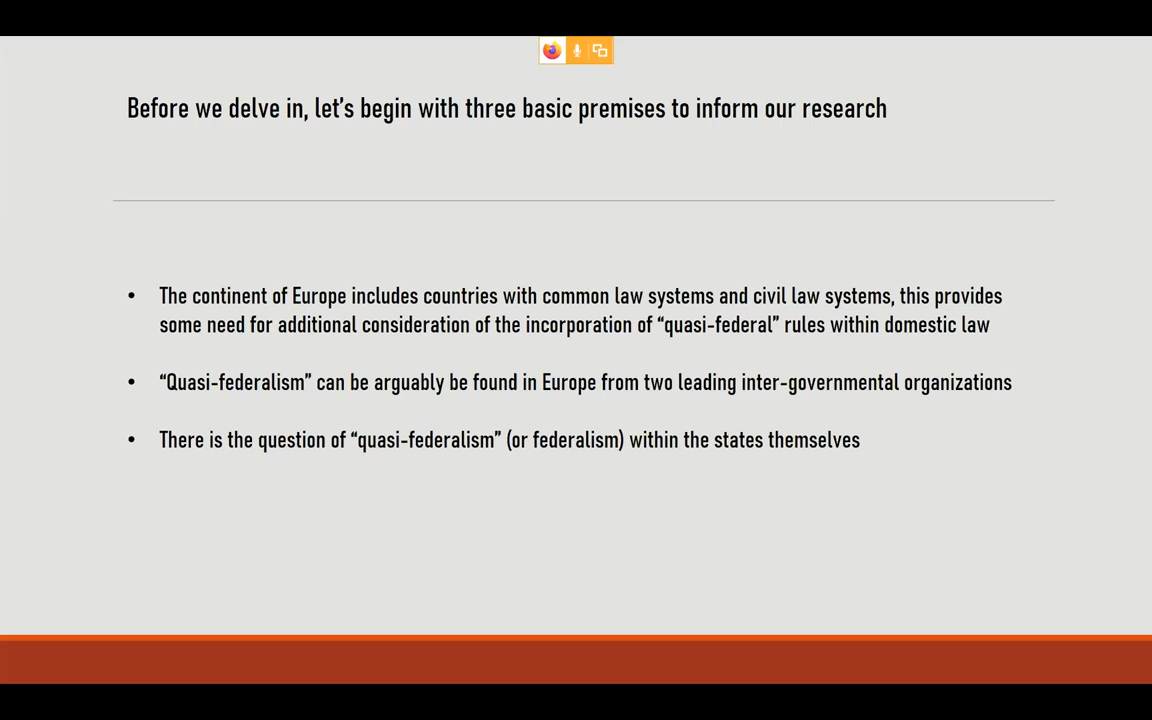 Before we delve in, let’s begin with three basic premises to inform our research
• The continent of Europe includes countries with common law systems and civil law systems, this provides
some need for additional consideration of the incorporation of “quasi-federal” rules within domestic law
• “Quasi-federalism” can be arguably be found in Europe from two leading inter-governmental organizations
• There is the question of “quasi-federalism” (or federalism) within the states themselves